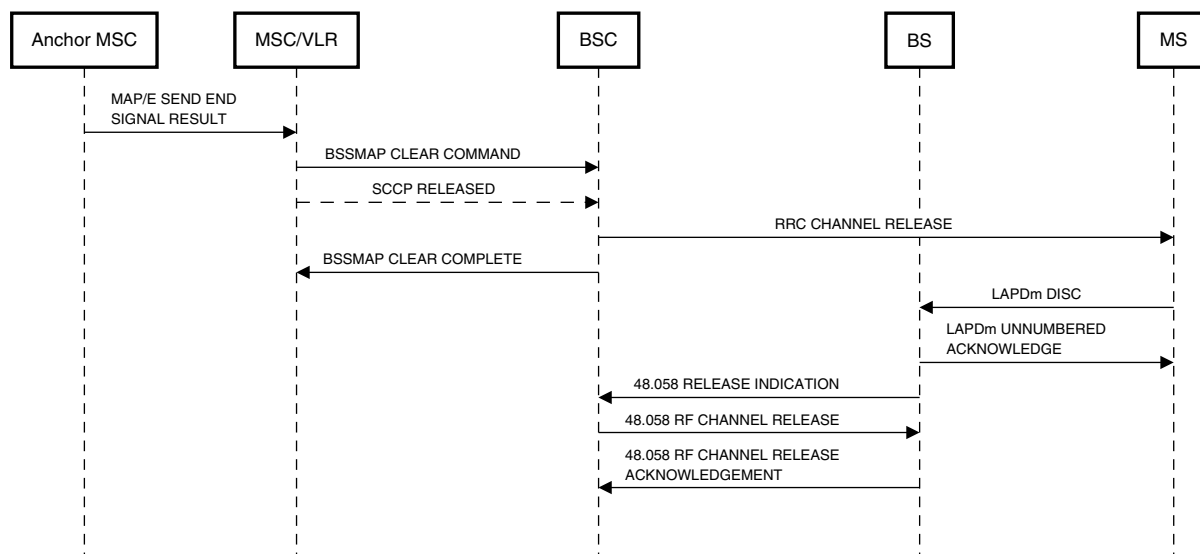 Anchor MSC
MSC/VLR
BSC
BS
MS
MAP/E SEND END
SIGNAL RESULT
BSSMAP CLEAR COMMAND
SCCP RELEASED
RRC CHANNEL RELEASE
BSSMAP CLEAR COMPLETE
LAPDm DISC
LAPDm UNNUMBERED
ACKNOWLEDGE
48.058 RELEASE INDICATION
48.058 RF CHANNEL RELEASE
48.058 RF CHANNEL RELEASE
ACKNOWLEDGEMENT